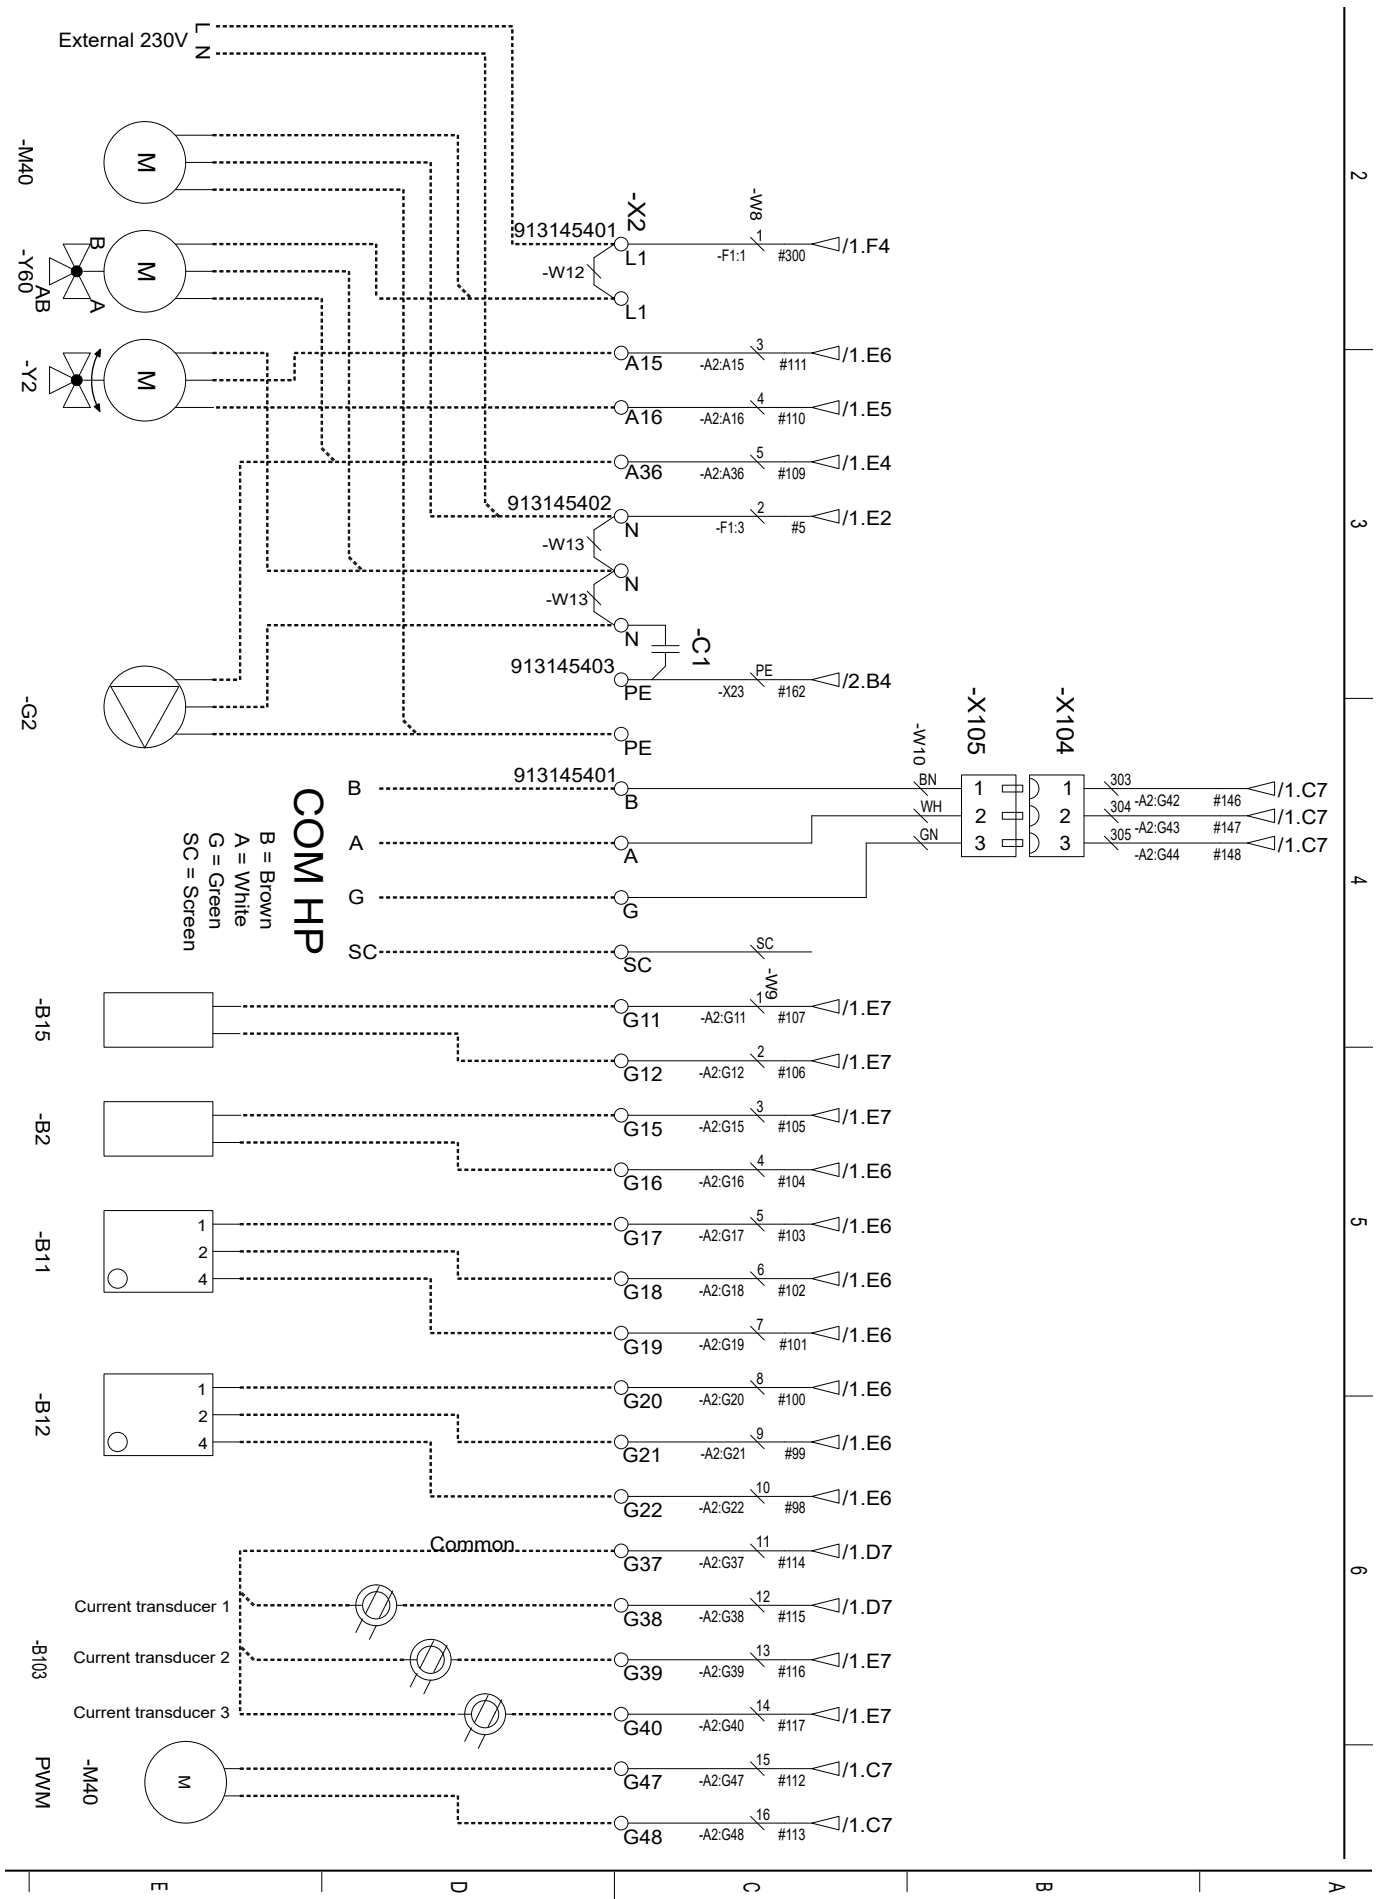 External 230V
L
N
-M40
M
-Y60
B
A
AB
M
-Y2
M
-G2
-X2
-W8
913145401
L1
-W12
L1
-F1:1
1
#300
/1.F4
A15
-A2:A15
3
#111
/1.E6
A16
-A2:A16
4
#110
/1.E5
A36
-A2:A36
5
#109
/1.E4
913145402
N
-F1:3
2
#5
/1.E2
-W13
N
-W13
N
-C1
913145403
PE
-X23
PE
#162
/2.B4
PE
-W10
-X105
-X104
B
913145401
B
BN
1
1
303
-A2:G42
#146
/1.C7
A
A
WH
2
2
304
-A2:G43
#147
/1.C7
G
G
GN
3
3
305
-A2:G44
#148
/1.C7
SC
SC
SC
COM HP
B = Brown
A = White
G = Green
SC = Screen
-W9
-B15
G11
-A2:G11
1
#107
/1.E7
G12
-A2:G12
2
#106
/1.E7
-B2
G15
-A2:G15
3
#105
/1.E7
G16
-A2:G16
4
#104
/1.E6
-B11
1
2
4
G17
-A2:G17
5
#103
/1.E6
G18
-A2:G18
6
#102
/1.E6
G19
-A2:G19
7
#101
/1.E6
-B12
1
2
4
G20
-A2:G20
8
#100
/1.E6
G21
-A2:G21
9
#99
/1.E6
G22
-A2:G22
10
#98
/1.E6
Common
G37
-A2:G37
11
#114
/1.D7
-B103
Current transducer 1
G38
-A2:G38
12
#115
/1.D7
Current transducer 2
G39
-A2:G39
13
#116
/1.E7
Current transducer 3
G40
-A2:G40
14
#117
/1.E7
PWM
-M40
M
G47
-A2:G47
15
#112
/1.C7
G48
-A2:G48
16
#113
/1.C7
2
3
4
5
6
E
D
C
B
A